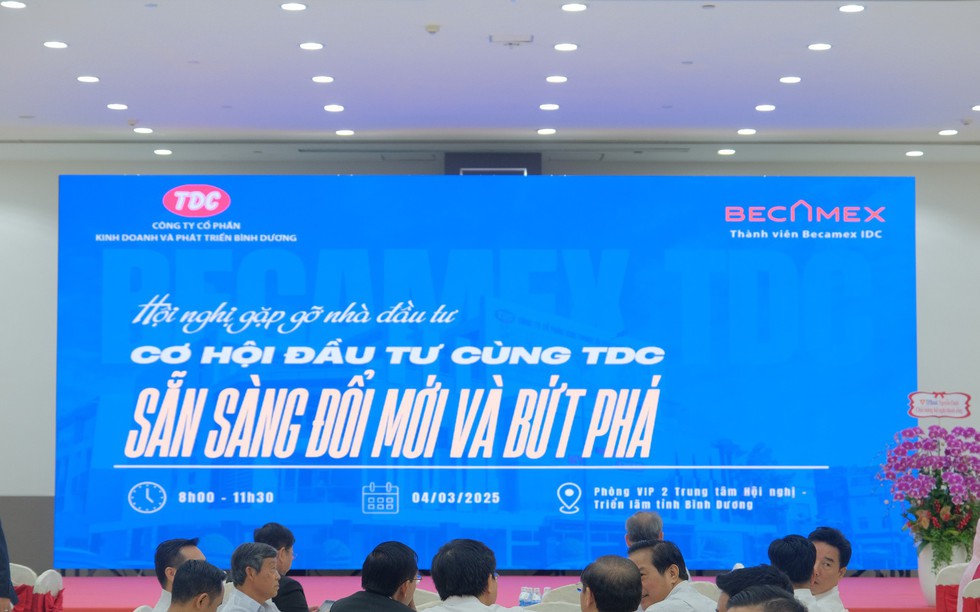 TDC
CÔNG TY CỔ PHẦN
KINH DOANH VÀ PHÁT TRIỂN BÌNH DƯƠNG
BECAMEX
Thành viên Becamex IDC
BECAMEX TDC
Hội nghị gặp gỡ nhà đầu tư
CƠ HỘI ĐẦU TƯ CÙNG TDC
SẴN SÀNG ĐỔI MỚI VÀ BỨT PHÁ
8h00 - 11h30
04/03/2025
Phòng VIP 2 Trung tâm Hội nghị -
Triển lãm tỉnh Bình Dương